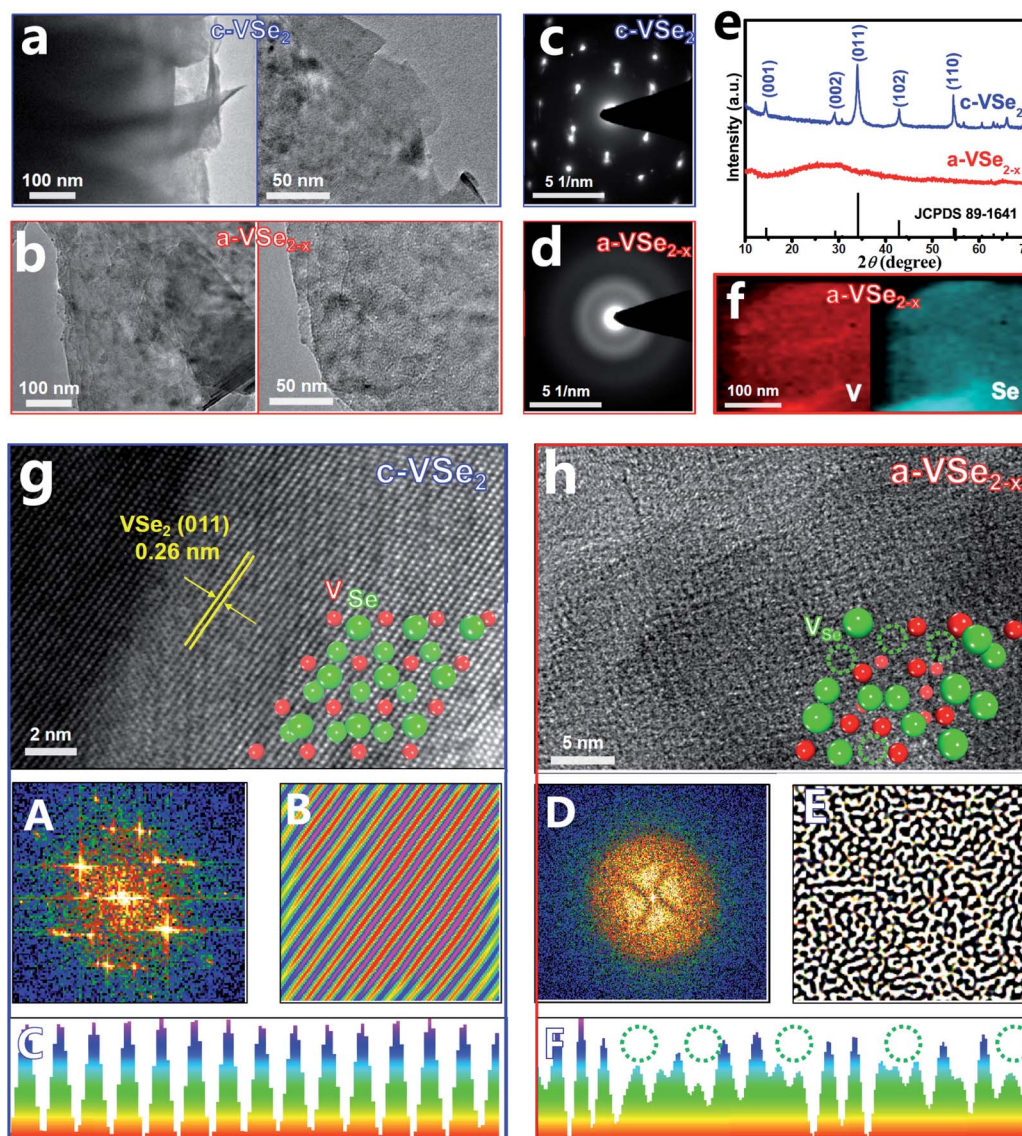 a
c-VSe2
100 nm
50 nm
c
c-VSe2
5 1/nm
e
Intensity (a.u.)
(001)
(002)
(011)
(102)
(110)
c-VSe2
a-VSe2-x
JCPDS 89-1641
10 20 30 40 50 60 70
2θ (degree)
b
a-VSe2-x
100 nm
50 nm
d
a-VSe2-x
5 1/nm
f
a-VSe2-x
100 nm
V
Se
g
c-VSe2
VSe2 (011)
0.26 nm
V
Se
2 nm
h
a-VSe2-x
VSe
5 nm
A
B
D
E
C
F